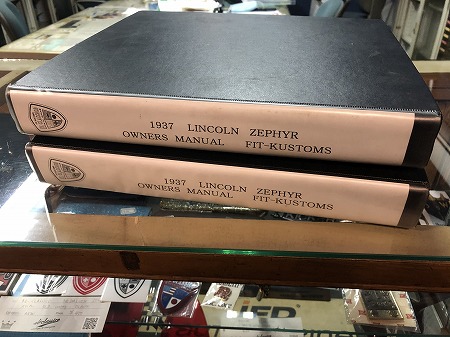 1937 LINCOLN ZEPHYR
OWNERS MANUAL FIT-KUSTOMS
1937 LINCOLN ZEPHYR
OWNERS MANUAL FIT-KUSTOMS